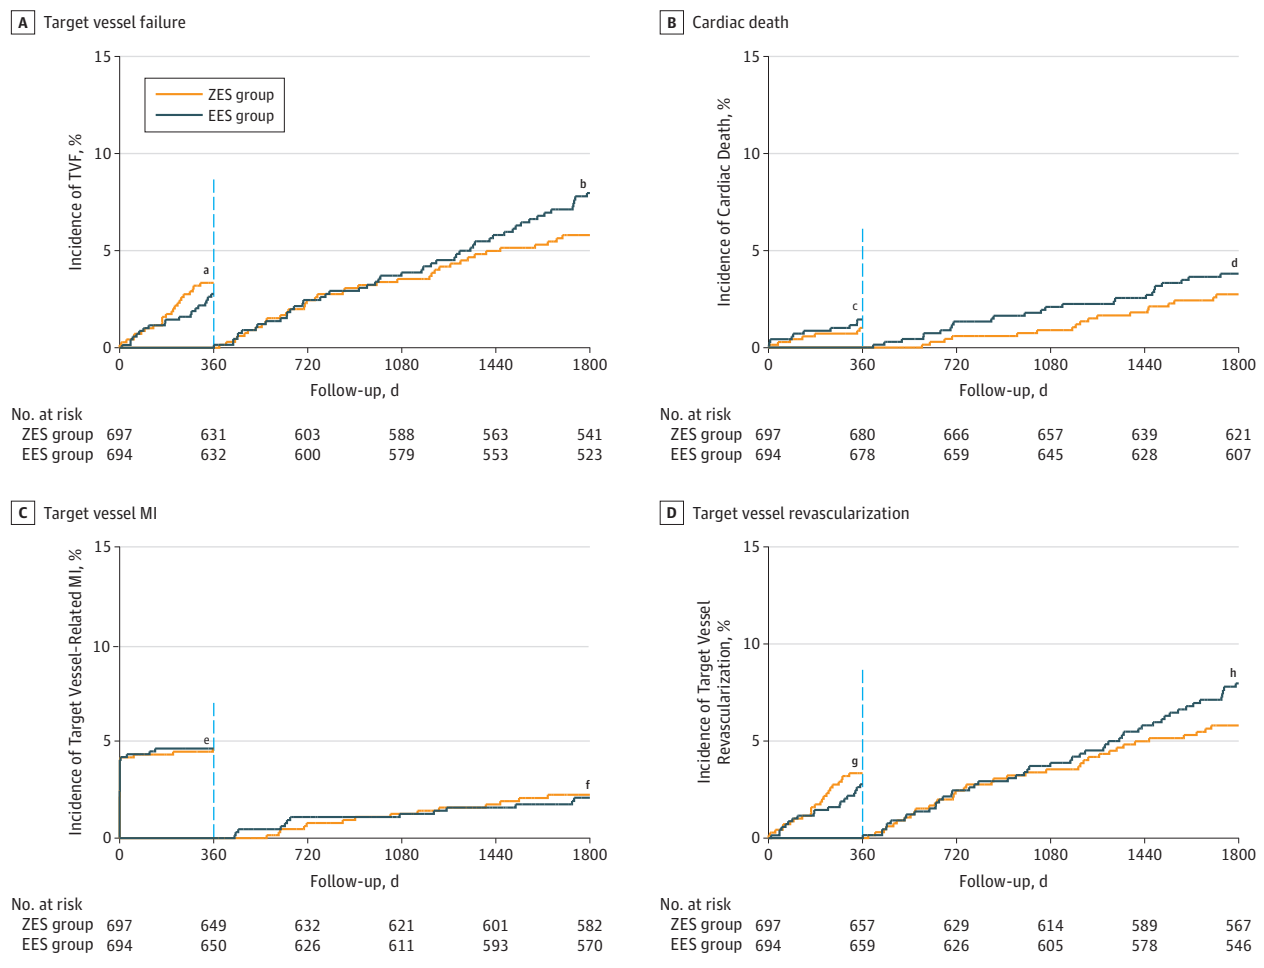 A Target vessel failure
15
10
5
0
Incidence of TVF, %
ZES group
EES group
a
b
0 360 720 1080 1440 1800
Follow-up, d
No. at risk
ZES group 697 631 603 588 563 541
EES group 694 632 600 579 553 523
B Cardiac death
15
10
5
0
Incidence of Cardiac Death, %
c
d
0 360 720 1080 1440 1800
Follow-up, d
No. at risk
ZES group 697 680 666 657 639 621
EES group 694 678 659 645 628 607
C Target vessel MI
15
10
5
0
Incidence of Target Vessel-Related MI, %
e
f
0 360 720 1080 1440 1800
Follow-up, d
No. at risk
ZES group 697 649 632 621 601 582
EES group 694 650 626 611 593 570
D Target vessel revascularization
15
10
5
0
Incidence of Target Vessel
Revascularization, %
g
h
0 360 720 1080 1440 1800
Follow-up, d
No. at risk
ZES group 697 657 629 614 589 567
EES group 694 659 626 605 578 546